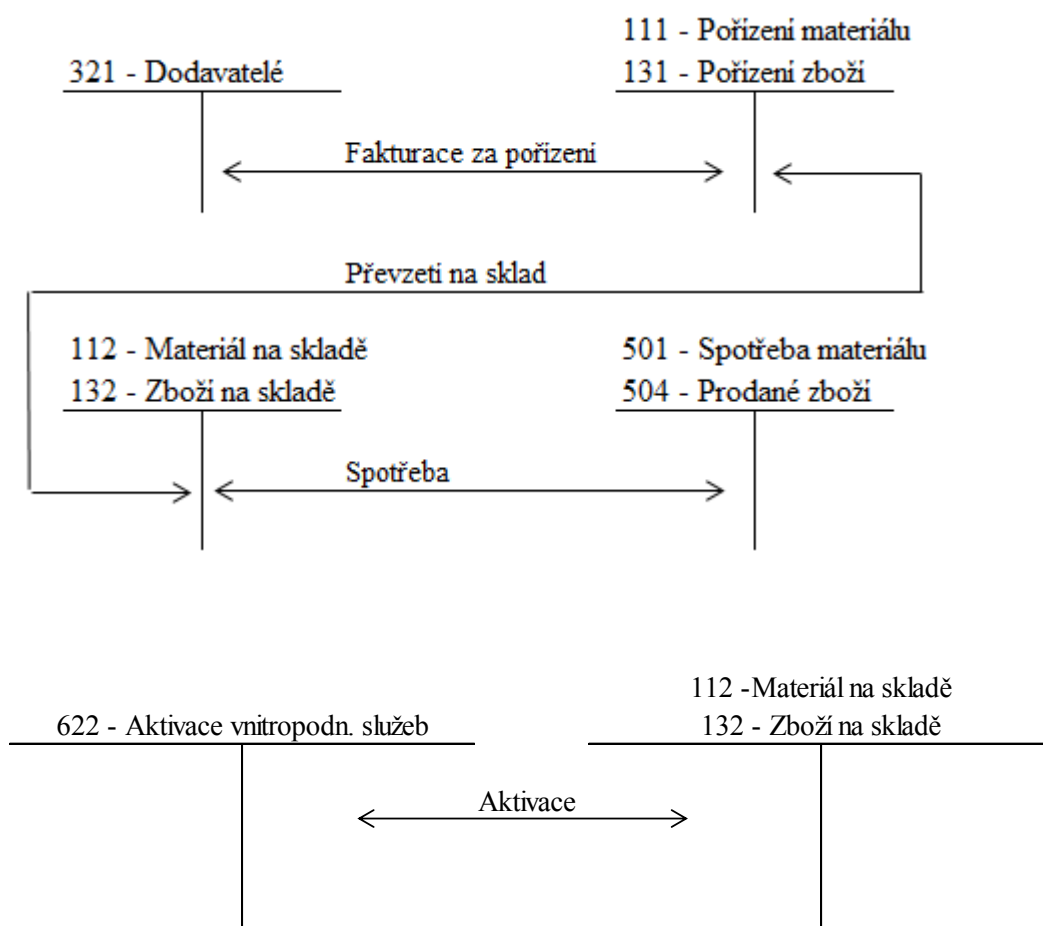 111 - Pořízení materiálu
321 - Dodavatelé
131 - Pořízení zboží
Fakturace za pořízení
Převzetí na sklad
112 - Materiál na skladě
501 - Spotřeba materiálu
132 - Zboží na skladě
504 - Prodané zboží
Spotřeba
112 -Materiál na skladě
622 - Aktivace vnitropodn. služeb
132 - Zboží na skladě
Aktivace